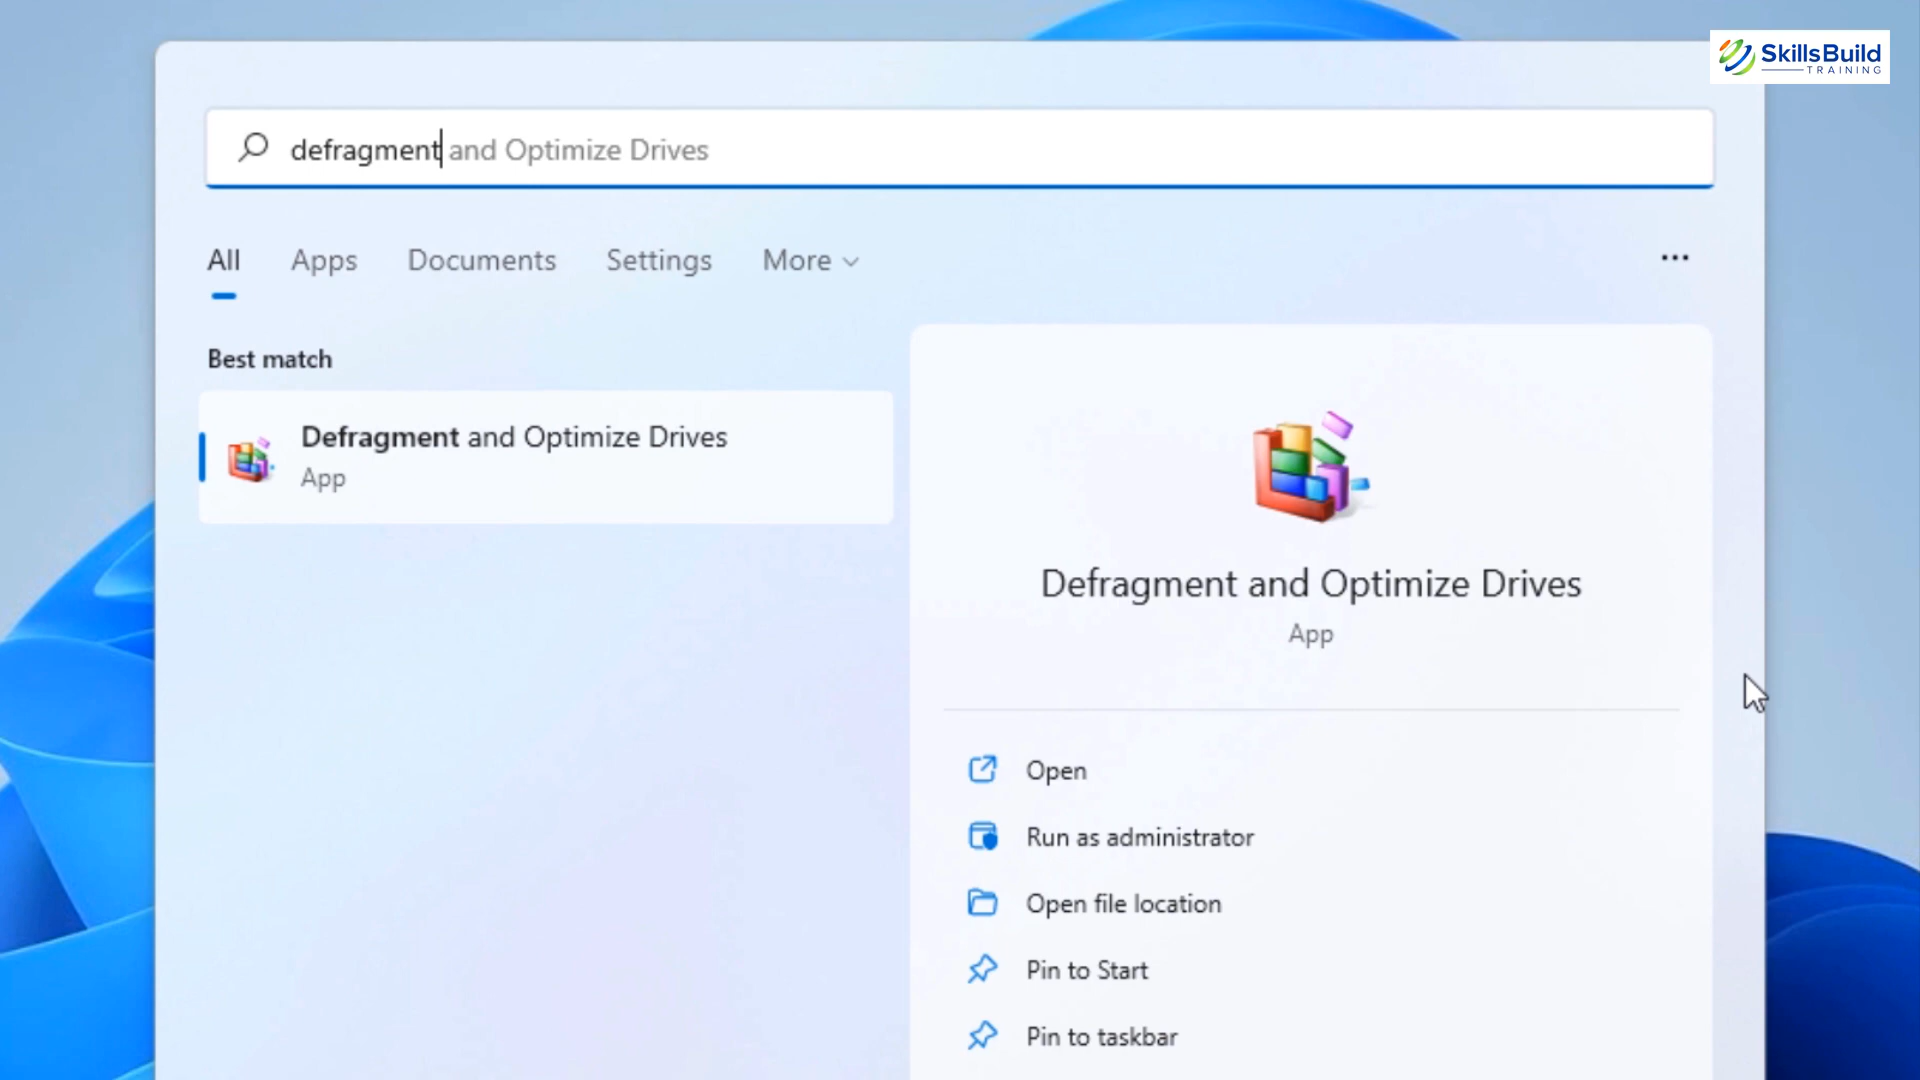 SkillsBuild
TRAINING
defragment and Optimize Drives
All Apps Documents Settings More
Best match
Defragment and Optimize Drives
App
Defragment and Optimize Drives
App
Open
Run as administrator
Open file location
Pin to Start
Pin to taskbar